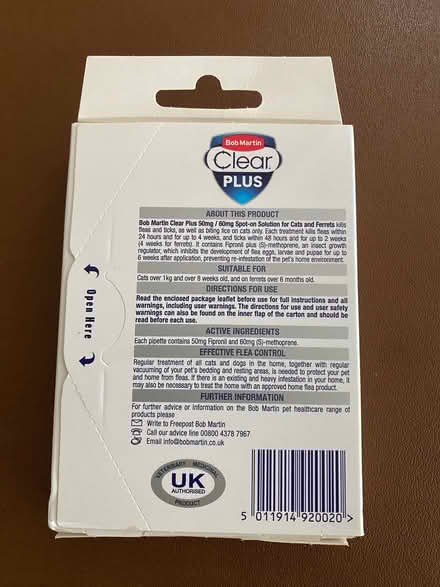 Bob Martin
Clear
PLUS
ABOUT THIS PRODUCT
Bob Martin Clear Plus 50mg / 60mg Spot-on Solution for Cats and Ferrets kills
fleas and ticks, as well as biting lice on cats only. Each treatment kills fleas within
24 hours and for up to 4 weeks, and ticks within 48 hours and for up to 2 weeks
(4 weeks for ferrets). It contains Fipronil plus (S)-methoprene, an insect growth
regulator, which inhibits the development of flea eggs, larvae and pupae for up to
6 weeks after application, preventing re-infestation of the pet's home environment.
SUITABLE FOR
Cats over 1kg and over 8 weeks old, and on ferrets over 6 months old.
DIRECTIONS FOR USE
Read the enclosed package leaflet before use for full instructions and all
warnings, including user warnings. The directions for use and user safety
warnings can also be found on the inner flap of the carton and should be
read before each use.
ACTIVE INGREDIENTS
Each pipette contains 50mg Fipronil and 60mg (S)-methoprene.
EFFECTIVE FLEA CONTROL
Regular treatment of all cats and dogs in the home, together with regular
vacuuming of your pet's bedding and resting areas, is needed to protect your pet
and home from fleas. If there is an existing and heavy infestation in your home, it
may also be necessary to treat the home with an approved home flea product.
FURTHER INFORMATION
For further advice or information on the Bob Martin pet healthcare range of
products please
Write to Freepost Bob Martin
Call our advice line 00800 4378 7967
Email info@bobmartin.co.uk
Open Here
VETERINARY MEDICINAL
UK
AUTHORISED
PRODUCT
5 011914 920020 >